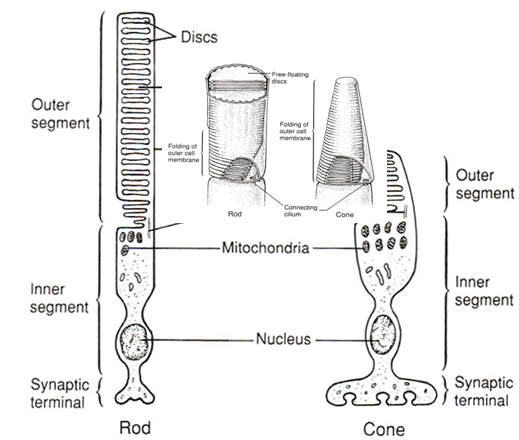 Discs
Outer
segment
Free-floating
discs
Folding of
outer cell
membrane
Folding of
outer cell
membrane
Connecting
cilium
Rod
Cone
Outer
segment
Mitochondria
Inner
segment
Inner
segment
Nucleus
Synaptic
terminal
Synaptic
terminal
Rod
Cone